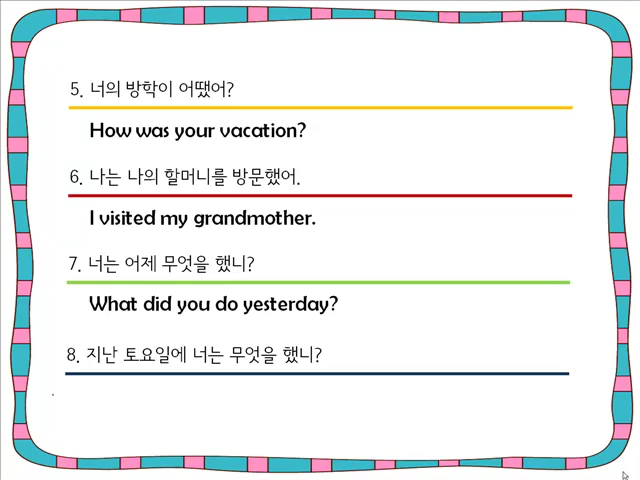 5. 너의 방학이 어땠어?
How was your vacation?
6. 나는 나의 할머니를 방문했어.
I visited my grandmother.
7. 너는 어제 무엇을 했니?
What did you do yesterday?
8. 지난 토요일에 너는 무엇을 했니?